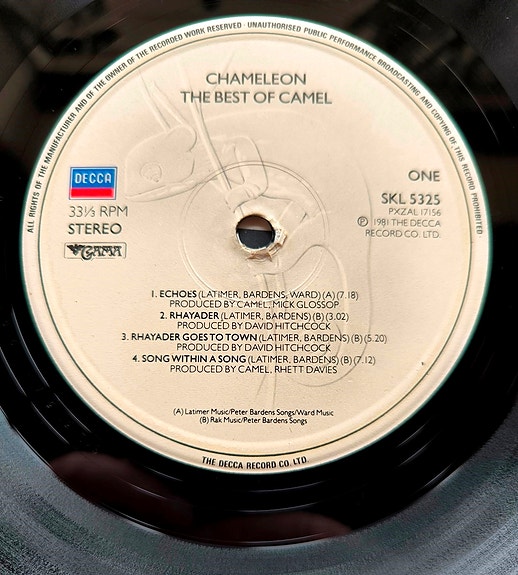 ALL RIGHTS OF THE MANUFACTURER AND OF THE OWNER OF THE RECORDED WORK RESERVED · UNAUTHORISED PUBLIC PERFORMANCE BROADCASTING AND COPYING OF THIS RECORD PROHIBITED
CHAMELEON
THE BEST OF CAMEL
DECCA
33⅓ RPM
STEREO
GAMA
ONE
SKL 5325
PXZAL 17156
℗ 1981 THE DECCA
RECORD CO. LTD.
1. ECHOES (LATIMER, BARDENS, WARD) (A) (7.18)
PRODUCED BY CAMEL, MICK GLOSSOP
2. RHAYADER (LATIMER, BARDENS) (B) (3.02)
PRODUCED BY DAVID HITCHCOCK
3. RHAYADER GOES TO TOWN (LATIMER, BARDENS) (B) (5.20)
PRODUCED BY DAVID HITCHCOCK
4. SONG WITHIN A SONG (LATIMER, BARDENS) (B) (7.12)
PRODUCED BY CAMEL, RHETT DAVIES
(A) Latimer Music/Peter Bardens Songs/Ward Music
(B) Rak Music/Peter Bardens Songs
THE DECCA RECORD CO. LTD.